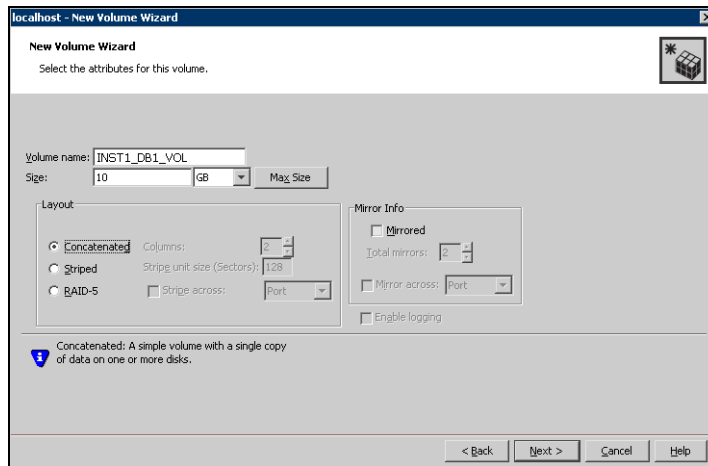 localhost - New Volume Wizard
New Volume Wizard
Select the attributes for this volume.
Volume name: INST1_DB1_VOL
Size: 10 GB Max Size
Layout
Concatenated Columns: 2
Striped Stripe unit size (Sectors): 128
RAID-5 Stripe across: Port
Mirror Info
Mirrored
Total mirrors: 2
Mirror across: Port
Enable logging
Concatenated: A simple volume with a single copy
of data on one or more disks.
< Back Next > Cancel Help